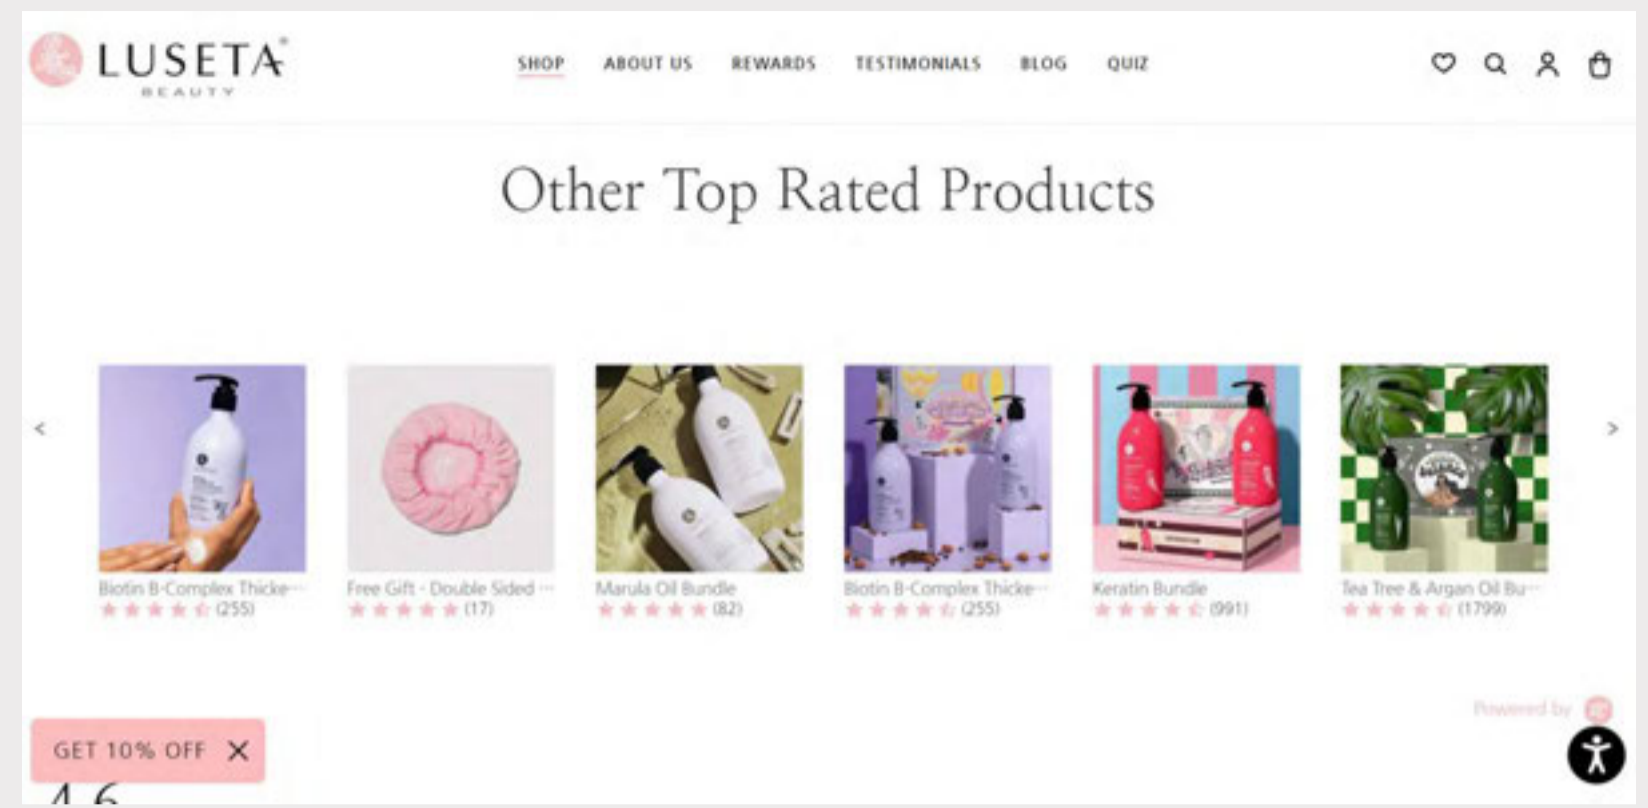 LUSETA®
BEAUTY
SHOP ABOUT US REWARDS TESTIMONIALS BLOG QUIZ
Other Top Rated Products
<
>
Biotin B-Complex Thicke···
(255)
Free Gift - Double Sided ···
(17)
Marula Oil Bundle
(82)
Biotin B-Complex Thicke···
(255)
Keratin Bundle
(991)
Tea Tree & Argan Oil Bu···
(1799)
Powered by
GET 10% OFF X
4.6